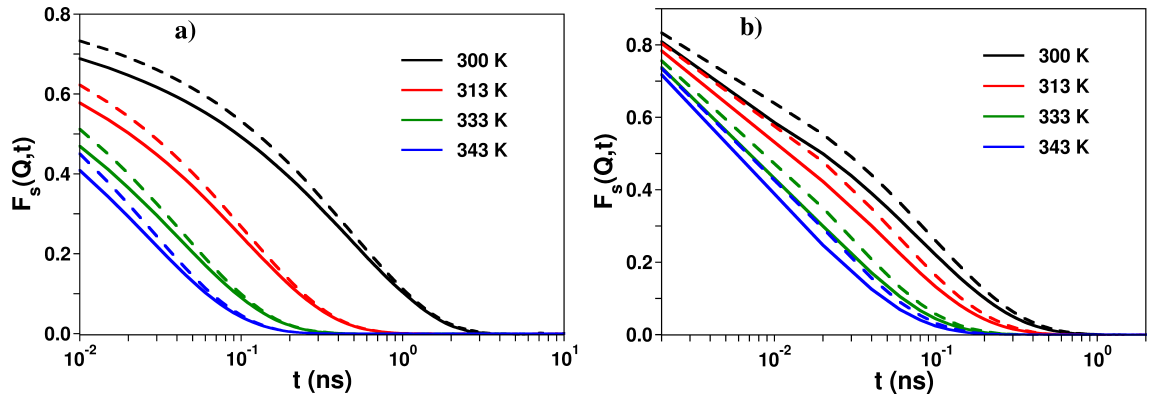 a)
0.8
0.6
0.4
0.2
0.0
F_s(Q,t)
300 K
313 K
333 K
343 K
10^-2
10^-1
10^0
10^1
t (ns)
b)
0.8
0.6
0.4
0.2
0.0
F_s(Q,t)
300 K
313 K
333 K
343 K
10^-2
10^-1
10^0
t (ns)